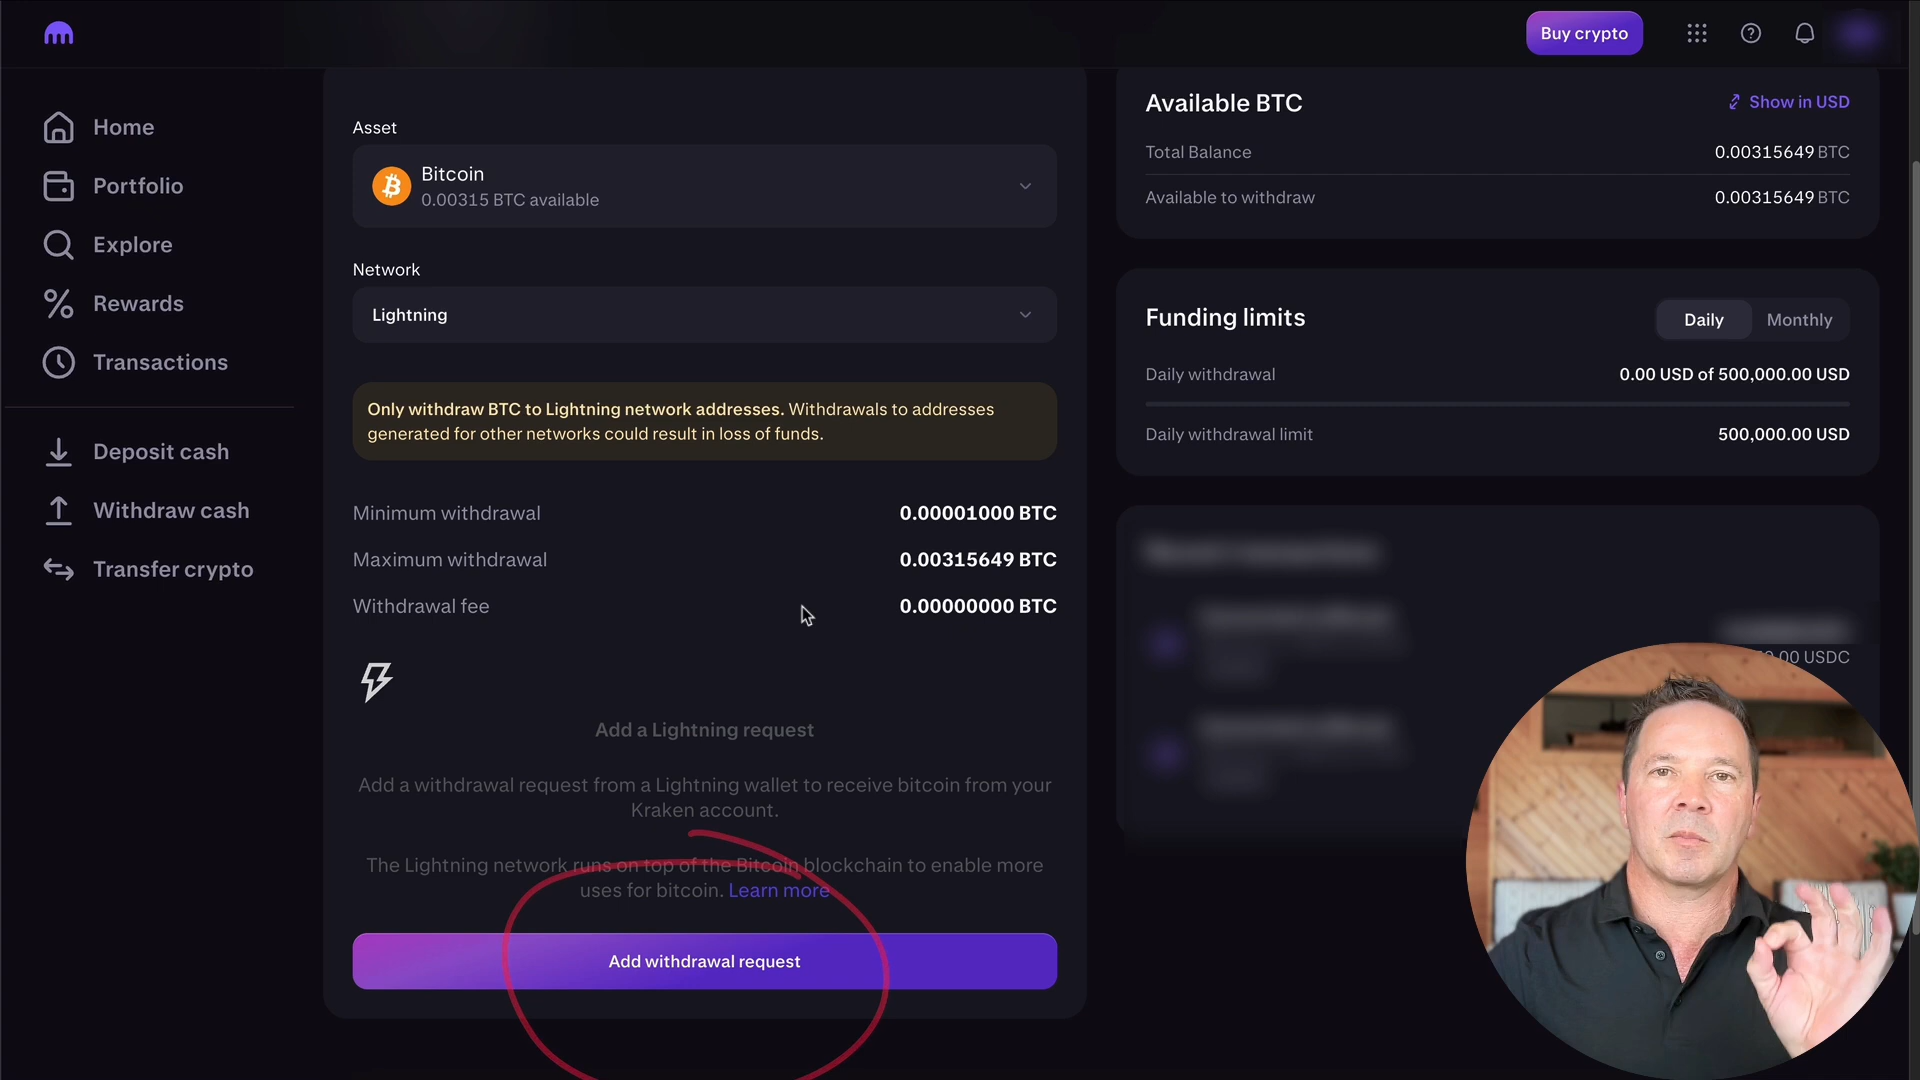 Buy crypto
Home
Portfolio
Explore
Rewards
Transactions
Deposit cash
Withdraw cash
Transfer crypto
Asset
Bitcoin
0.00315 BTC available
Network
Lightning
Only withdraw BTC to Lightning network addresses. Withdrawals to addresses
generated for other networks could result in loss of funds.
Minimum withdrawal 0.00001000 BTC
Maximum withdrawal 0.00315649 BTC
Withdrawal fee 0.00000000 BTC
Add a Lightning request
Add a withdrawal request from a Lightning wallet to receive bitcoin from your
Kraken account.
The Lightning network runs on top of the Bitcoin blockchain to enable more
uses for bitcoin. Learn more
Add withdrawal request
Available BTC Show in USD
Total Balance 0.00315649 BTC
Available to withdraw 0.00315649 BTC
Funding limits Daily Monthly
Daily withdrawal 0.00 USD of 500,000.00 USD
Daily withdrawal limit 500,000.00 USD
USDC